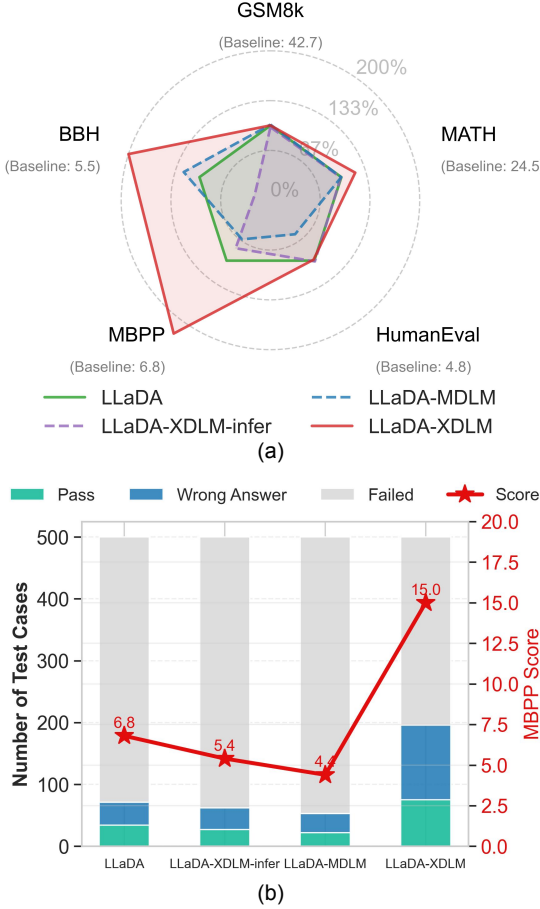 GSM8k
(Baseline: 42.7)
200%
133%
67%
0%
BBH
(Baseline: 5.5)
MATH
(Baseline: 24.5
MBPP
(Baseline: 6.8)
HumanEval
(Baseline: 4.8)
LLaDA
LLaDA-MDLM
LLaDA-XDLM-infer
LLaDA-XDLM
(a)
Pass
Wrong Answer
Failed
Score
Number of Test Cases
500
400
300
200
100
0
20.0
17.5
15.0
12.5
10.0
7.5
5.0
2.5
0.0
MBPP Score
6.8
5.4
4.4
15.0
LLaDA
LLaDA-XDLM-infer
LLaDA-MDLM
LLaDA-XDLM
(b)